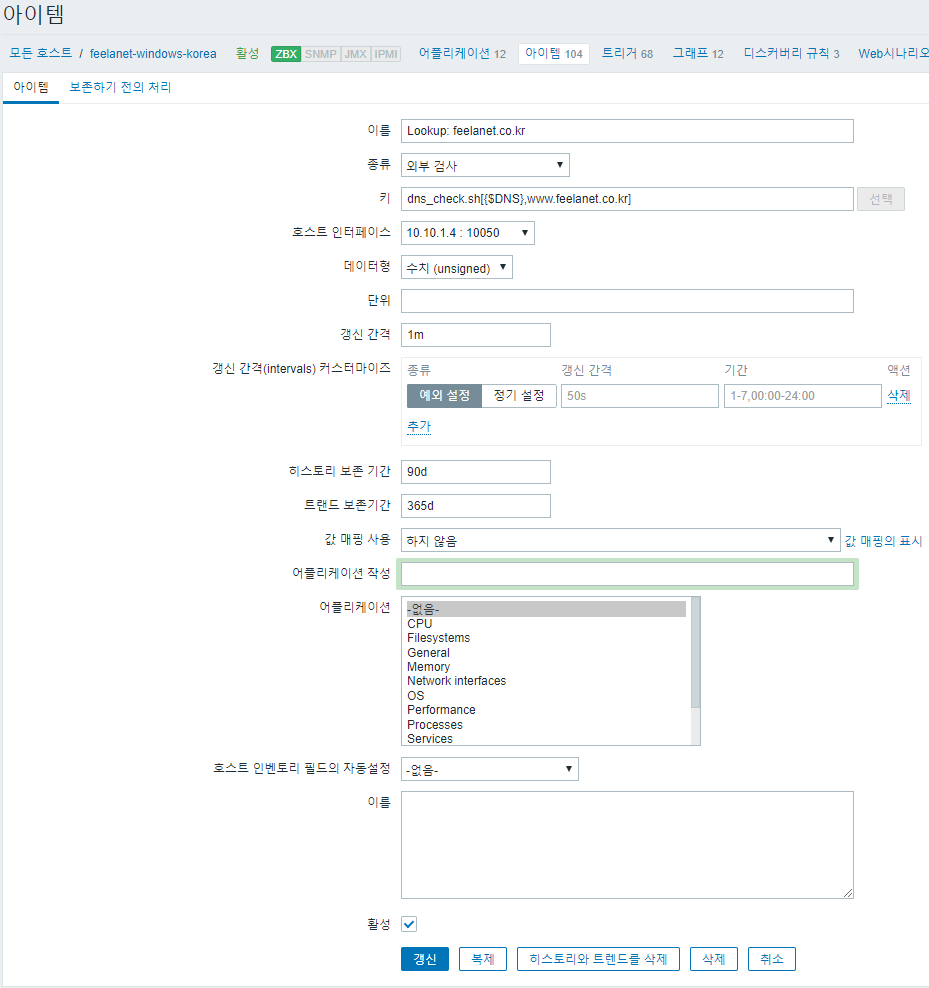 아이템
모든 호스트 / feelanet-windows-korea 활성 ZBX SNMP JMX IPMI 어플리케이션 12 아이템 104 트리거 68 그래프 12 디스커버리 규칙 3 Web시나리오
아이템 보존하기 전의 처리
이름 Lookup: feelanet.co.kr
종류 외부 검사
키 dns_check.sh[{$DNS},www.feelanet.co.kr] 선택
호스트 인터페이스 10.10.1.4 : 10050
데이터형 수치 (unsigned)
단위
갱신 간격 1m
갱신 간격(intervals) 커스터마이즈 종류 갱신 간격 기간 액션
예외 설정 정기 설정 50s 1-7,00:00-24:00 삭제
추가
히스토리 보존 기간 90d
트랜드 보존기간 365d
값 매핑 사용 하지 않음 값 매핑의 표시
어플리케이션 작성
어플리케이션 -없음-
CPU
Filesystems
General
Memory
Network interfaces
OS
Performance
Processes
Services
호스트 인벤토리 필드의 자동설정 -없음-
이름
활성
갱신 복제 히스토리와 트렌드를 삭제 삭제 취소